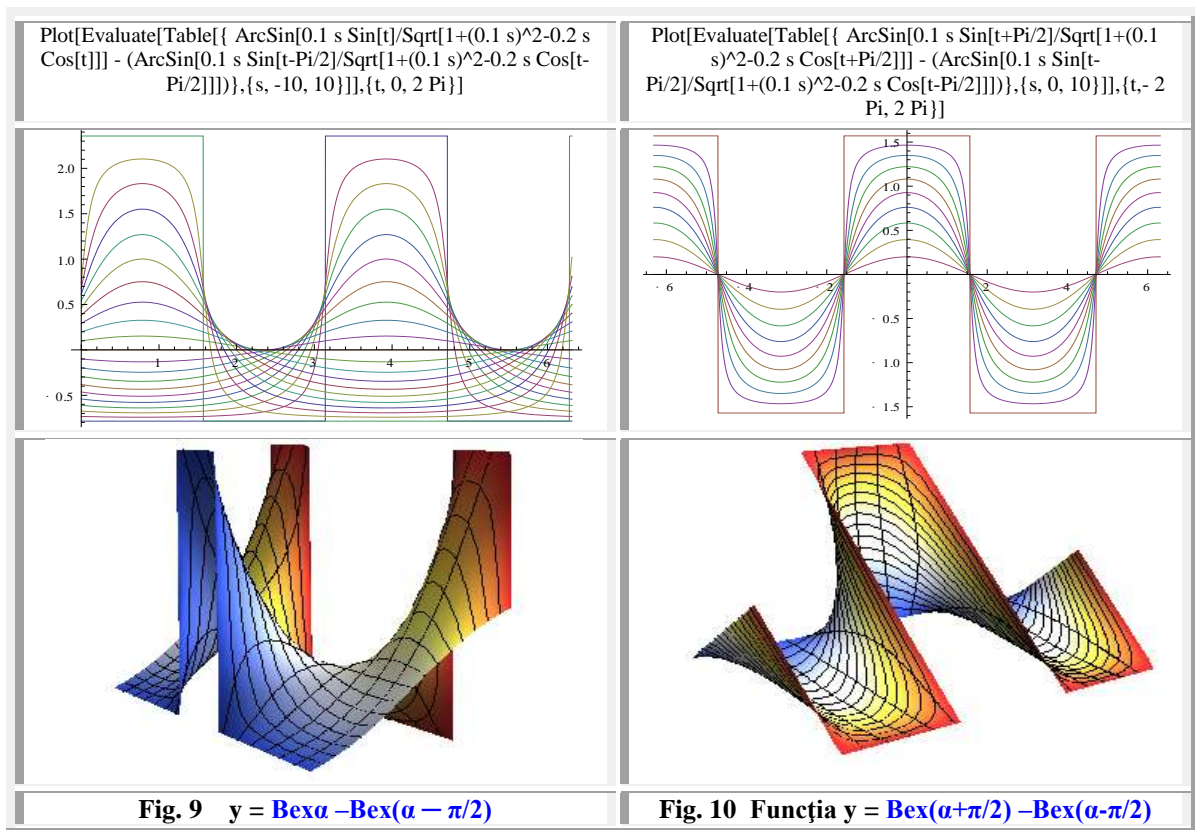 Plot[Evaluate[Table[{ ArcSin[0.1 s Sin[t]/Sqrt[1+(0.1 s)^2-0.2 s
Cos[t]]] - (ArcSin[0.1 s Sin[t-Pi/2]/Sqrt[1+(0.1 s)^2-0.2 s Cos[t-
Pi/2]]])},{s, -10, 10}]],{t, 0, 2 Pi}]
Plot[Evaluate[Table[{ ArcSin[0.1 s Sin[t+Pi/2]/Sqrt[1+(0.1
s)^2-0.2 s Cos[t+Pi/2]]] - (ArcSin[0.1 s Sin[t-
Pi/2]/Sqrt[1+(0.1 s)^2-0.2 s Cos[t-Pi/2]]])},{s, 0, 10}]],{t,- 2
Pi, 2 Pi}]
2.0
1.5
1.0
0.5
1 2 3 4 5 6
· 0.5
1.5
1.0
0.5
· 6 · 4 · 2 2 4 6
· 0.5
· 1.0
· 1.5
Fig. 9 y = Bexα –Bex(α — π/2)
Fig. 10 Funcţia y = Bex(α+π/2) –Bex(α-π/2)